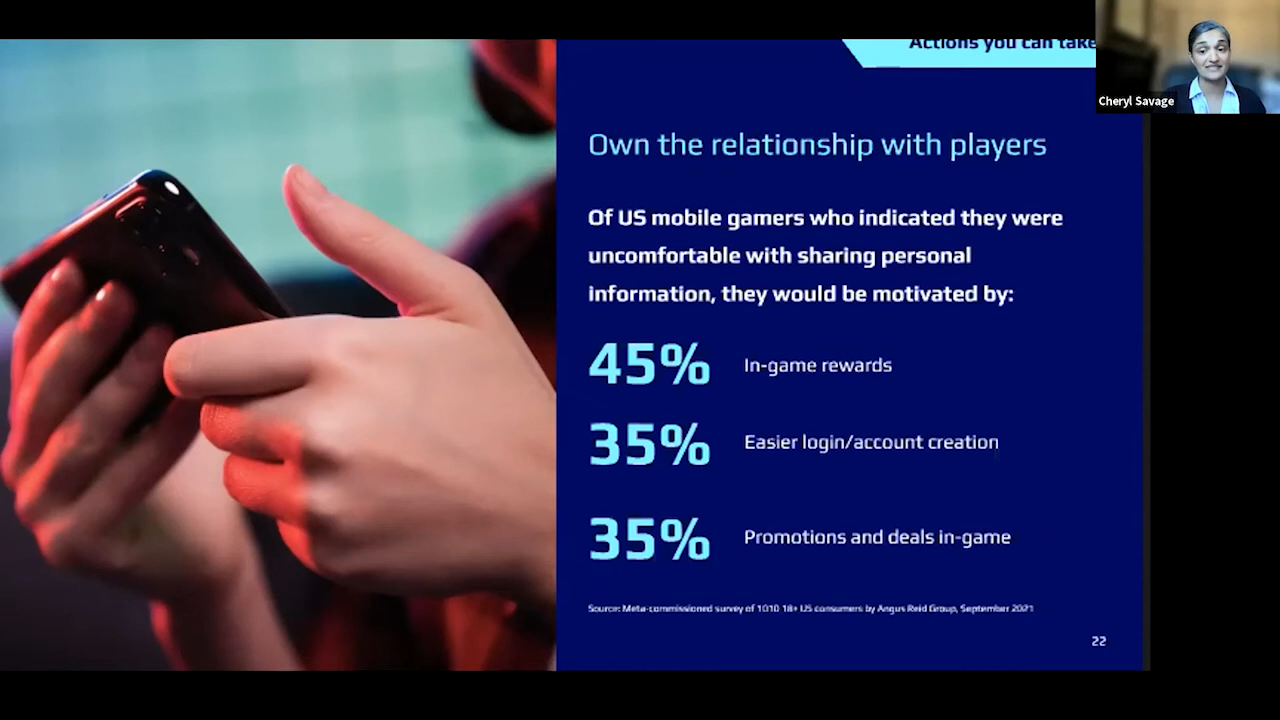 Actions you can take
Cheryl Savage
Own the relationship with players
Of US mobile gamers who indicated they were
uncomfortable with sharing personal
information, they would be motivated by:
45% In-game rewards
35% Easier login/account creation
35% Promotions and deals in-game
Source: Meta-commissioned survey of 1010 18+ US consumers by Angus Reid Group, September 2021
22